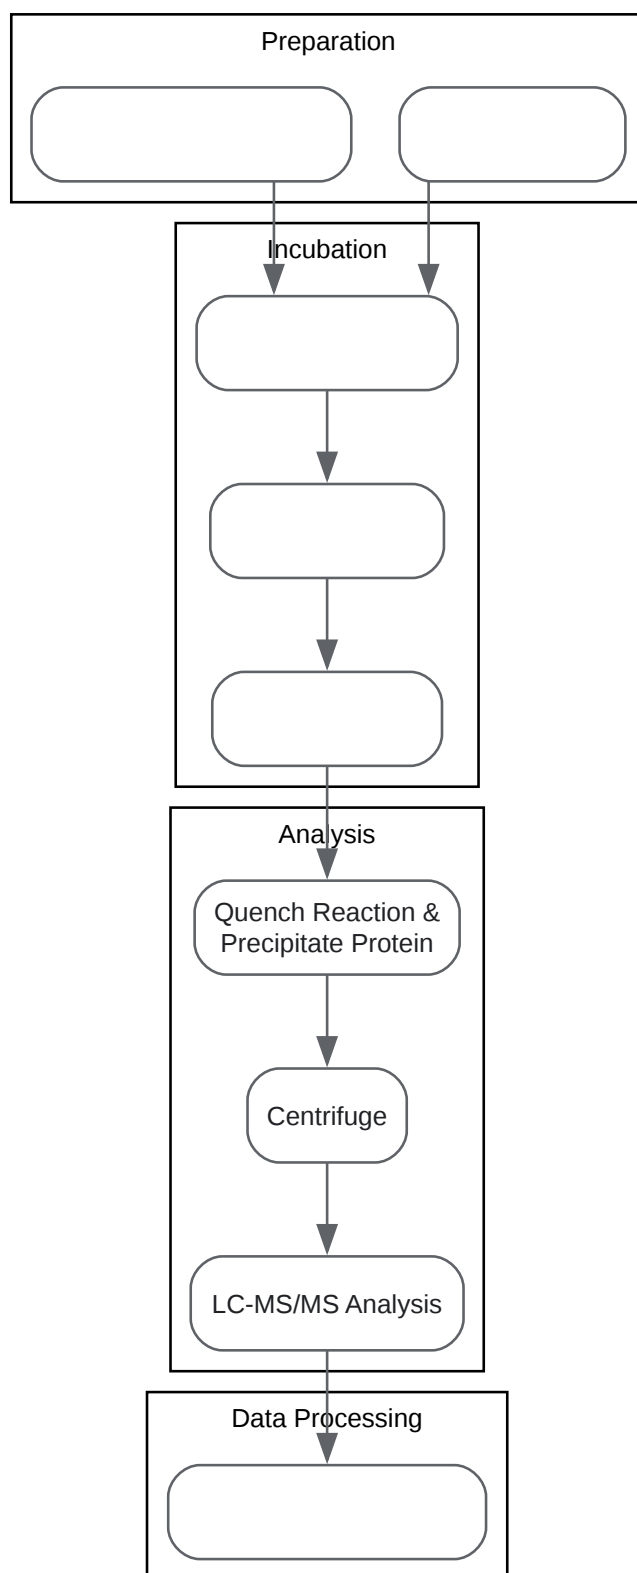 Preparation
Incubation
Analysis
Quench Reaction &
Precipitate Protein
Centrifuge
LC-MS/MS Analysis
Data Processing